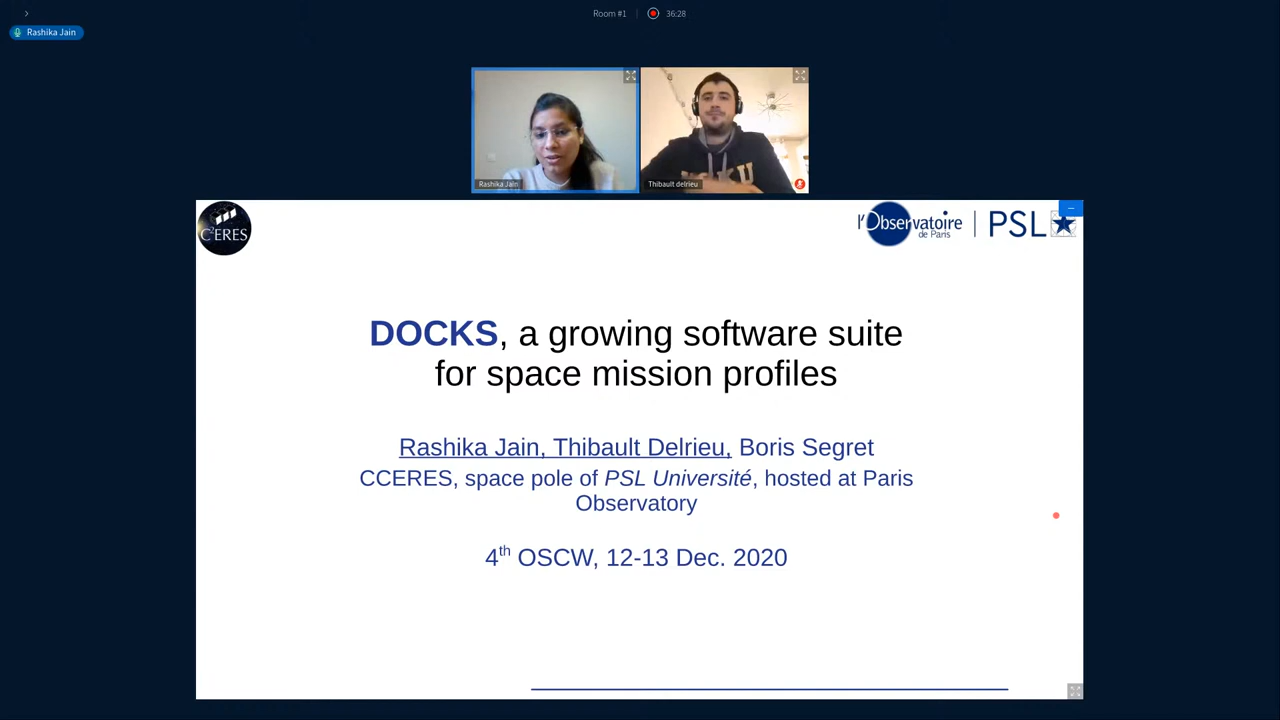 Room #1
36:28
Rashika Jain
Rashika Jain
Thibault delrieu
C²ERES
l'Observatoire
de Paris
PSL
DOCKS, a growing software suite
for space mission profiles
Rashika Jain, Thibault Delrieu, Boris Segret
CCERES, space pole of PSL Université, hosted at Paris
Observatory
4th OSCW, 12-13 Dec. 2020